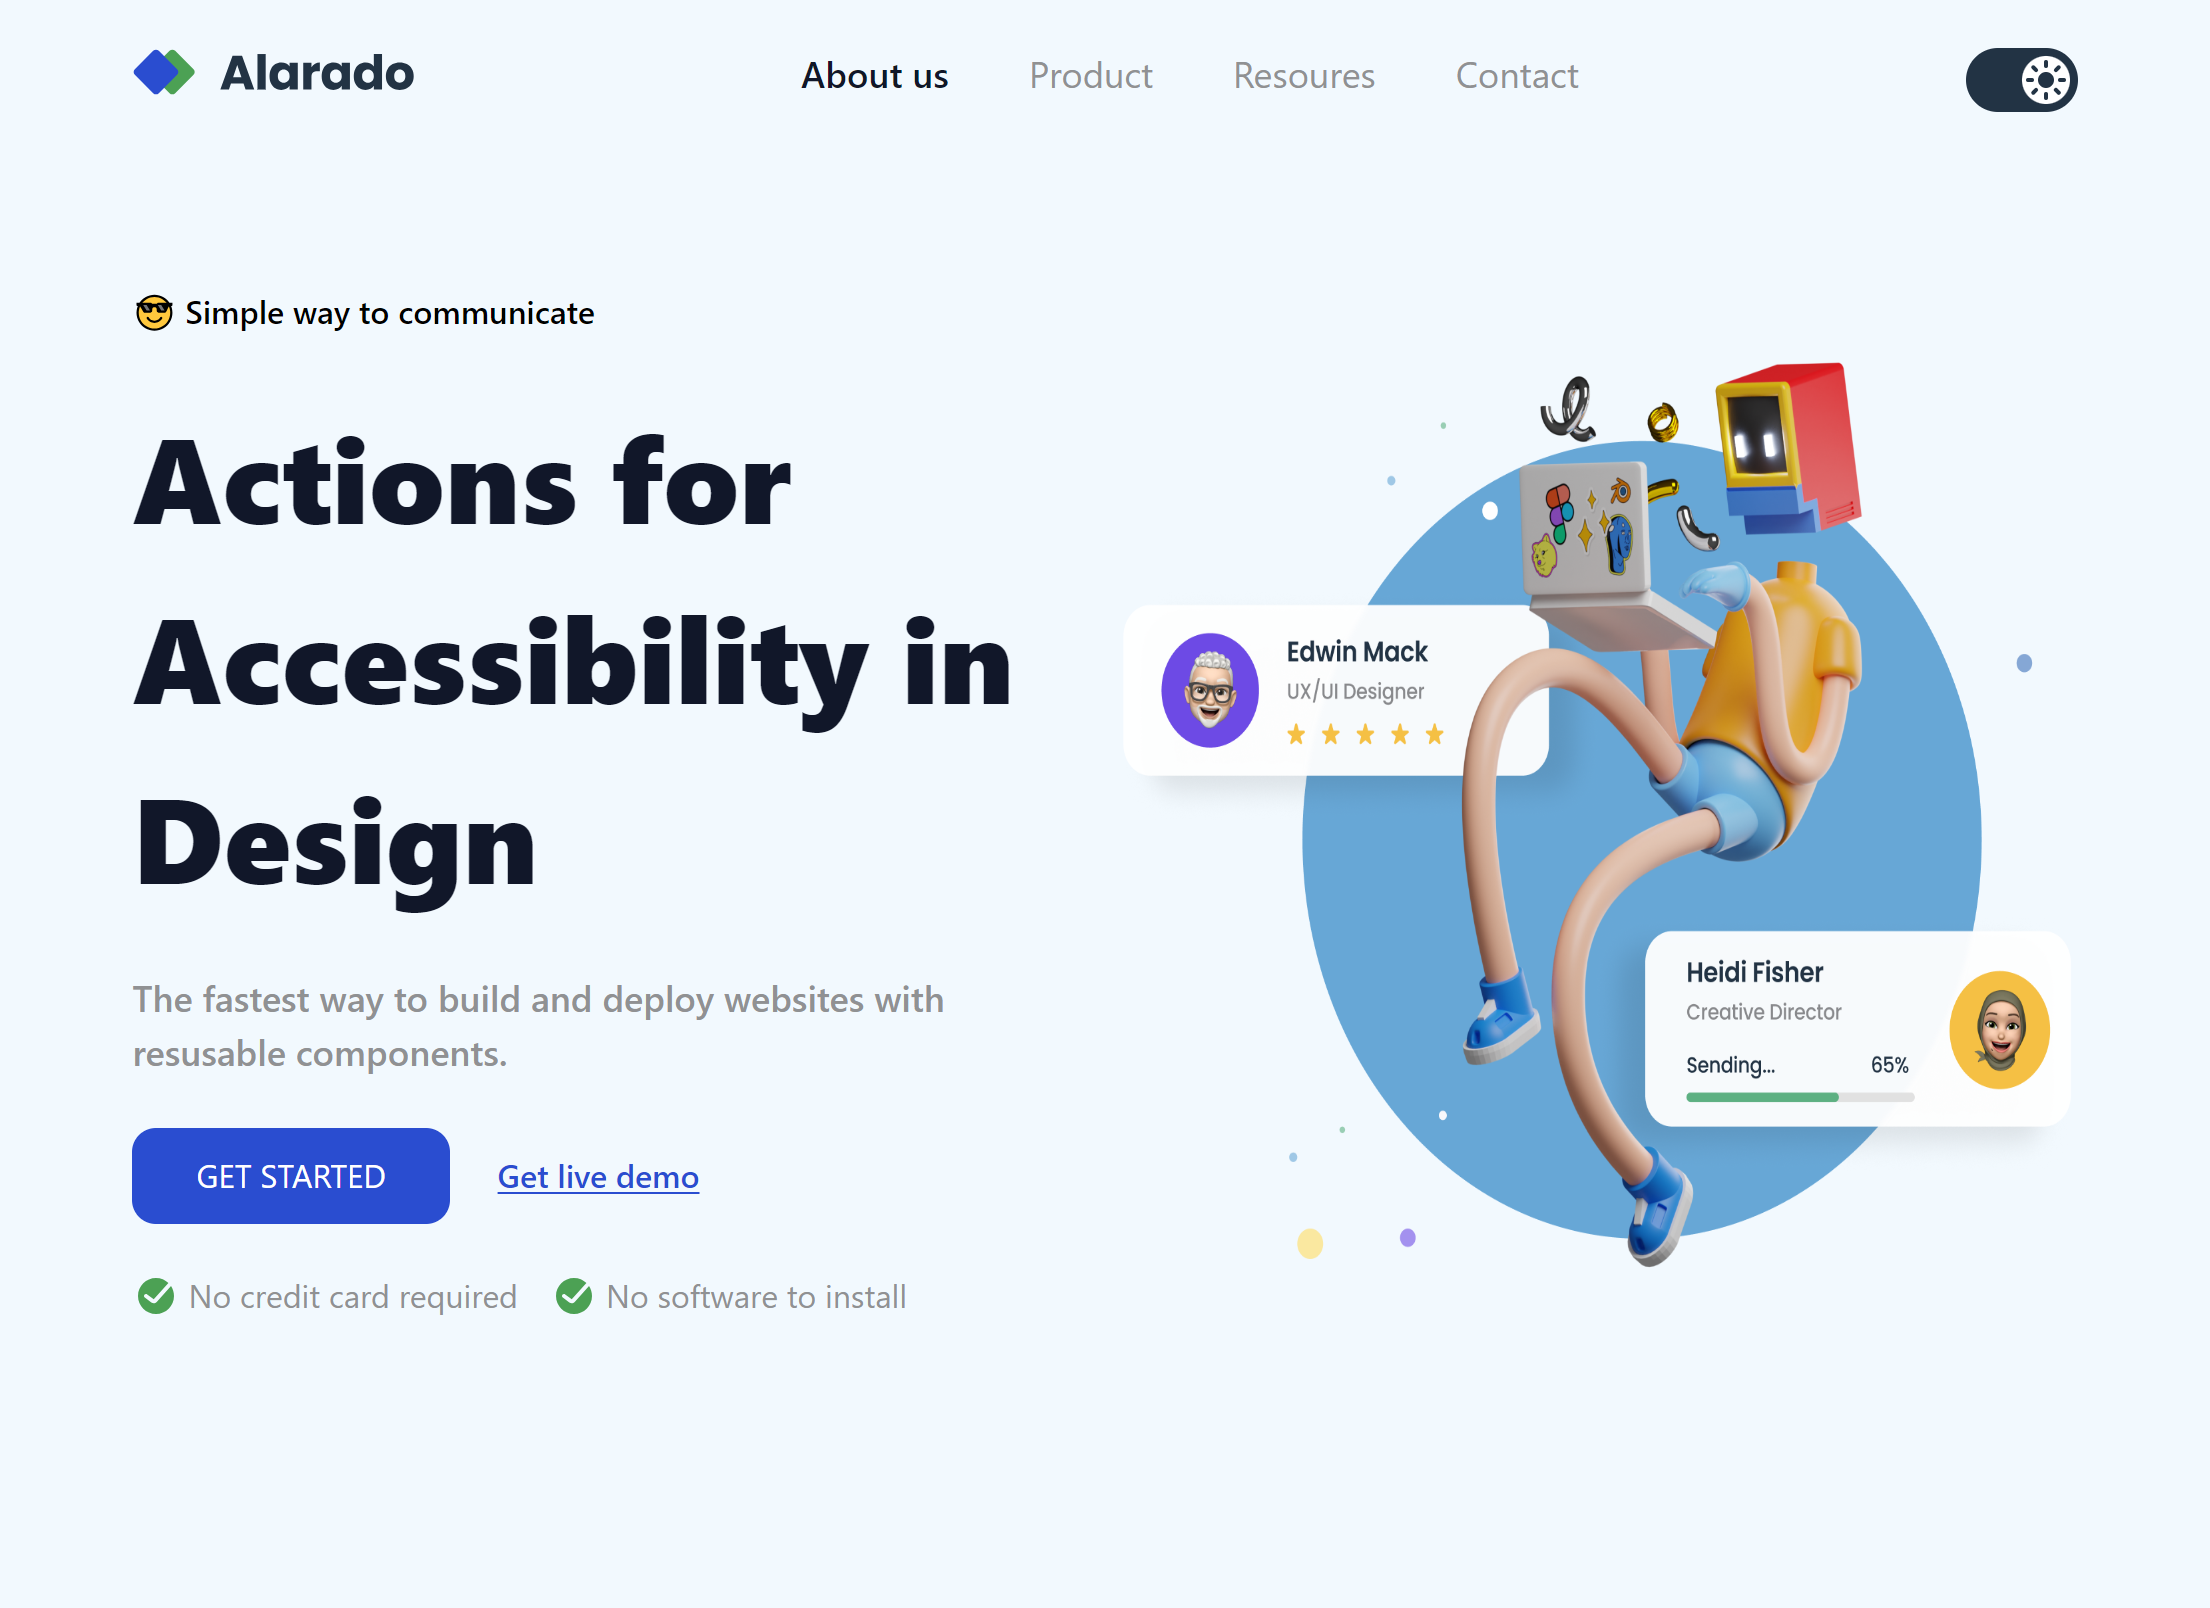 Alarado
About us
Product
Resoures
Contact
😎 Simple way to communicate
Actions for
Accessibility in
Design
The fastest way to build and deploy websites with
resusable components.
GET STARTED
Get live demo
No credit card required
No software to install
Edwin Mack
UX/UI Designer
Heidi Fisher
Creative Director
Sending... 65%